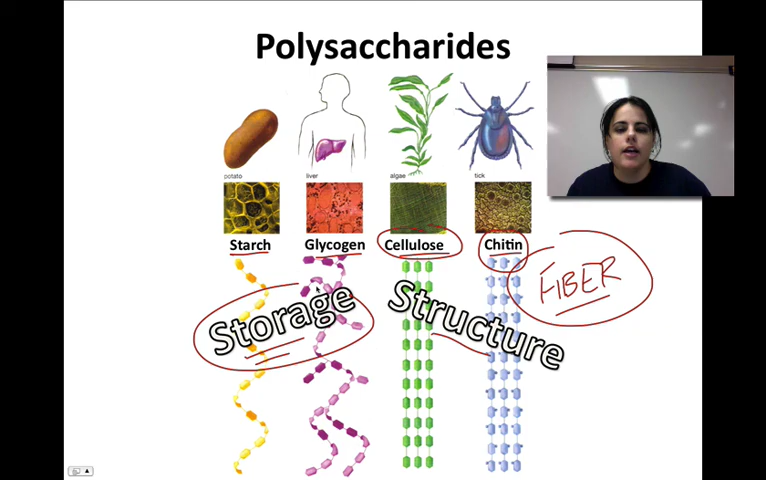 Polysaccharides
potato
liver
algae
tick
Starch
Glycogen
Cellulose
Chitin
FIBER
Storage
Structure